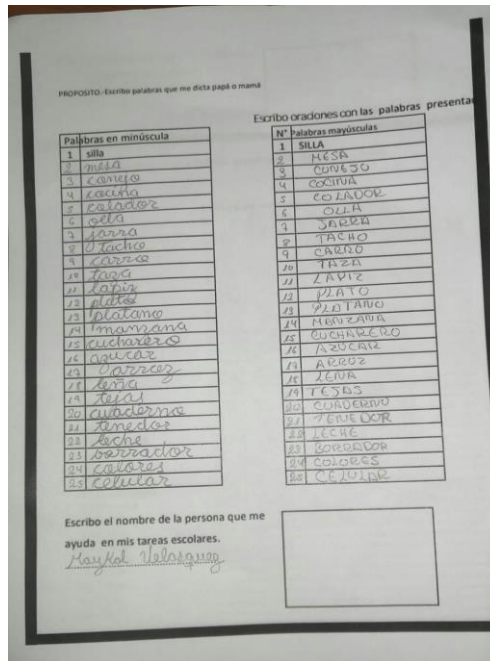 PROPOSITO.-Escribo palabras que me dicta papá o mamá
Escribo oraciones con las palabras presenta
Palabras en minúscula
1 silla
2 mesa
3 conejo
4 cocina
5 colador
6 olla
7 jarra
8 tacho
9 carro
10 taza
11 lapiz
12 plato
13 platano
14 manzana
15 cucharero
16 azucar
17 arroz
18 leña
19 tejas
20 cuaderno
21 tenedor
22 leche
23 borrador
24 colores
25 celular
N° Palabras mayúsculas
1 SILLA
2 MESA
3 CONEJO
4 COCINA
5 COLADOR
6 OLLA
7 JARRA
8 TACHO
9 CARRO
10 TAZA
11 LAPIZ
12 PLATO
13 PLATANO
14 MANZANA
15 CUCHARERO
16 AZUCAR
17 ARROZ
18 LEÑA
19 TEJAS
20 CUADERNO
21 TENEDOR
22 LECHE
23 BORRADOR
24 COLORES
25 CELULAR
Escribo el nombre de la persona que me
ayuda en mis tareas escolares.
Maykol Velasquez